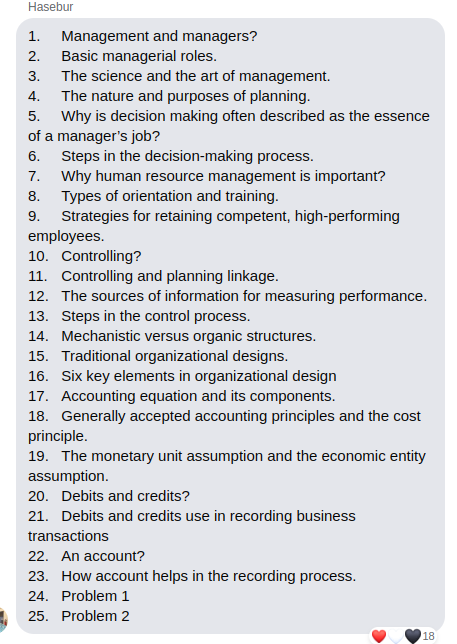 Hasebur
1. Management and managers?
2. Basic managerial roles.
3. The science and the art of management.
4. The nature and purposes of planning.
5. Why is decision making often described as the essence
of a manager’s job?
6. Steps in the decision-making process.
7. Why human resource management is important?
8. Types of orientation and training.
9. Strategies for retaining competent, high-performing
employees.
10. Controlling?
11. Controlling and planning linkage.
12. The sources of information for measuring performance.
13. Steps in the control process.
14. Mechanistic versus organic structures.
15. Traditional organizational designs.
16. Six key elements in organizational design
17. Accounting equation and its components.
18. Generally accepted accounting principles and the cost
principle.
19. The monetary unit assumption and the economic entity
assumption.
20. Debits and credits?
21. Debits and credits use in recording business
transactions
22. An account?
23. How account helps in the recording process.
24. Problem 1
25. Problem 2
18